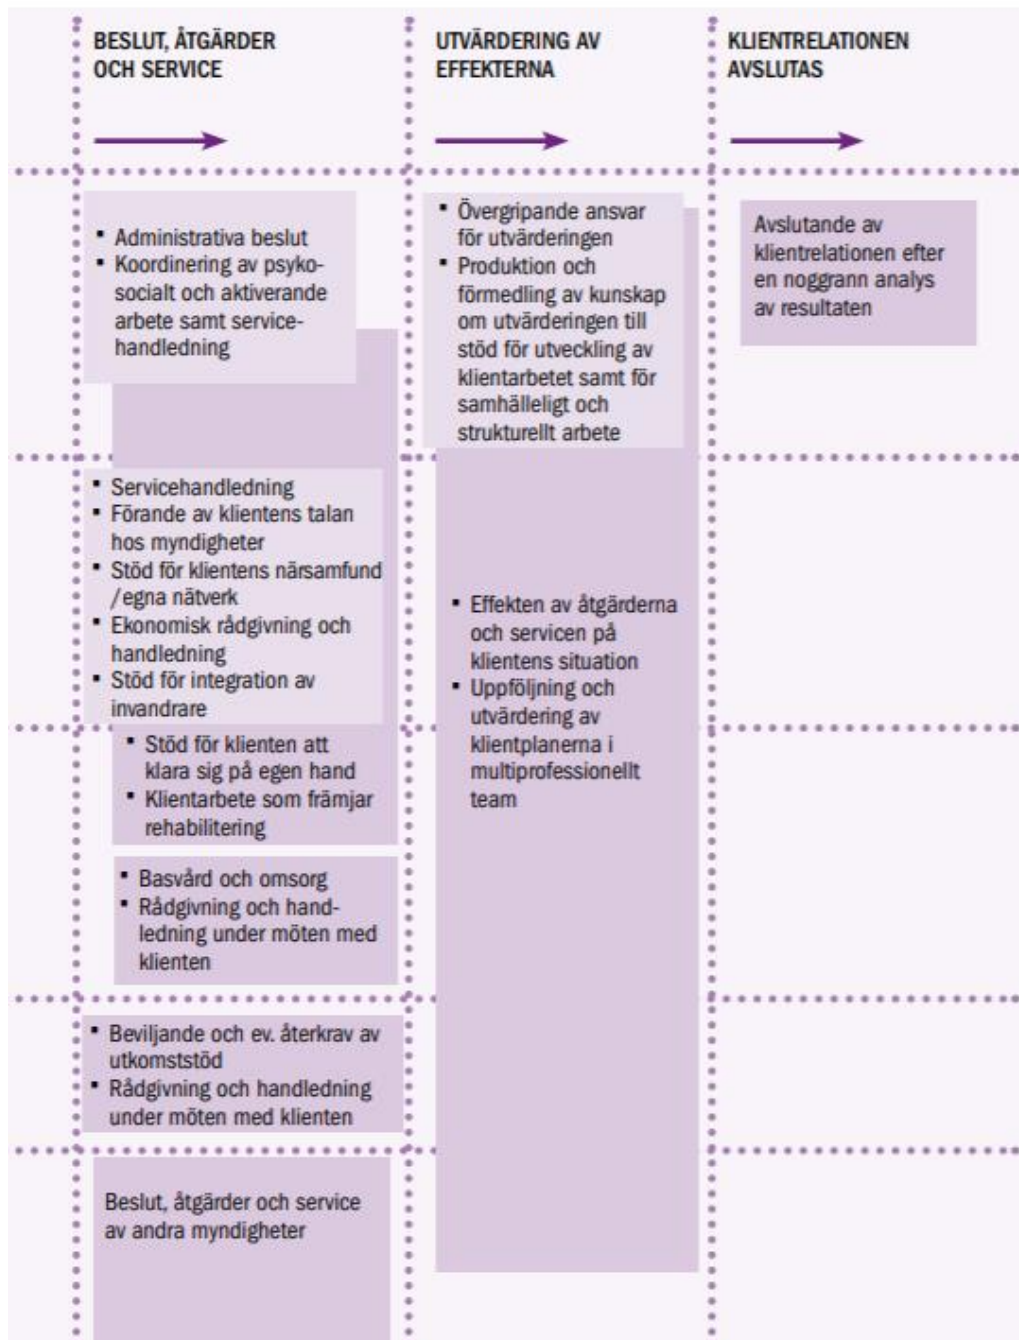 BESLUT, ÅTGÄRDER
OCH SERVICE
UTVÄRDERING AV
EFFEKTERNA
KLIENTRELATIONEN
AVSLUTAS
▪ Administrativa beslut
▪ Koordinering av psyko-
socialt och aktiverande
arbete samt service-
handledning
▪ Servicehandledning
▪ Förande av klientens talan
hos myndigheter
▪ Stöd för klientens närsamfund
/egna nätverk
▪ Ekonomisk rådgivning och
handledning
▪ Stöd för integration av
invandrare
▪ Stöd för klienten att
klara sig på egen hand
▪ Klientarbete som främjar
rehabilitering
▪ Basvård och omsorg
▪ Rådgivning och hand-
ledning under möten med
klienten
▪ Beviljande och ev. återkrav av
utkomststöd
▪ Rådgivning och handledning
under möten med klienten
Beslut, åtgärder och service
av andra myndigheter
▪ Övergripande ansvar
för utvärderingen
▪ Produktion och
förmedling av kunskap
om utvärderingen till
stöd för utveckling av
klientarbetet samt för
samhälleligt och
strukturellt arbete
▪ Effekten av åtgärderna
och servicen på
klientens situation
▪ Uppföljning och
utvärdering av
klientplanerna i
multiprofessionellt
team
Avslutande av
klientrelationen efter
en noggrann analys
av resultaten